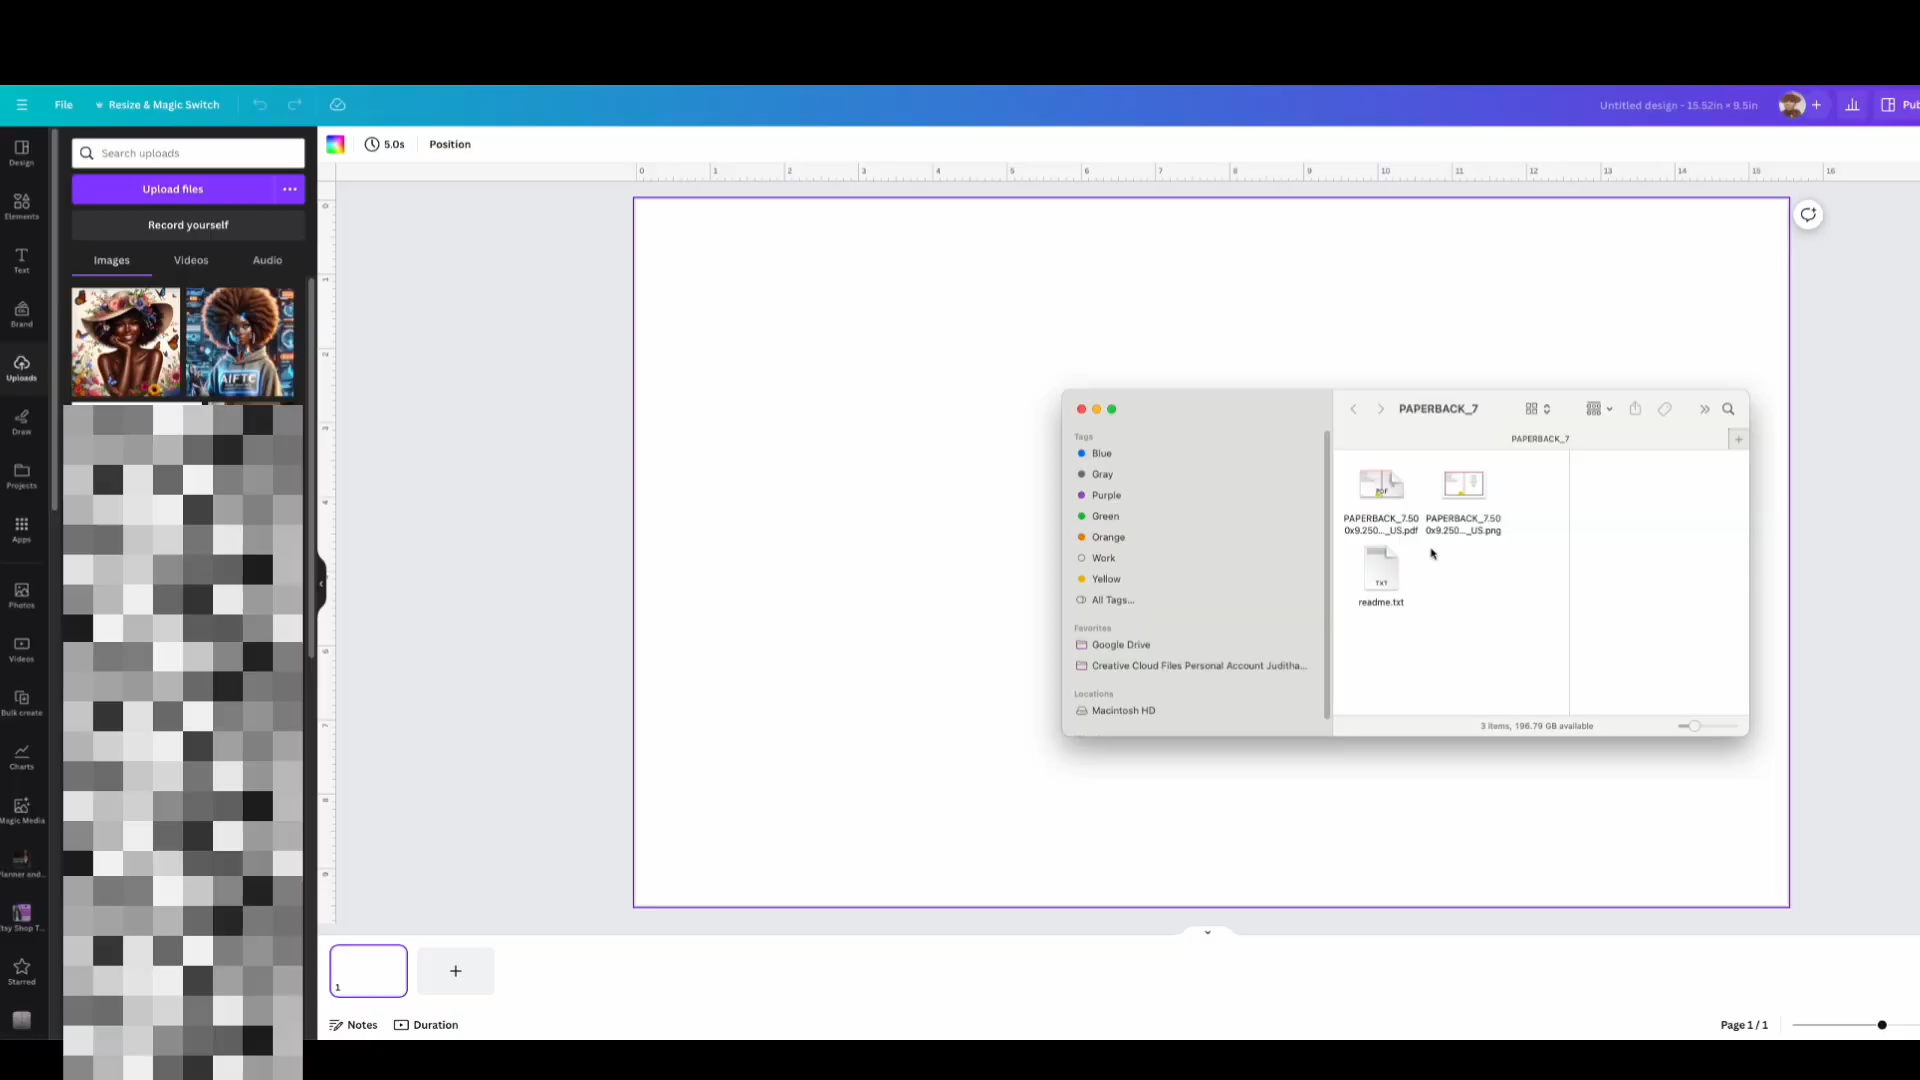 File
Resize & Magic Switch
Untitled design - 15.52in × 9.5in
Design
Elements
Text
Brand
Uploads
Draw
Projects
Apps
Photos
Videos
Bulk create
Charts
Magic Media
Starred
Search uploads
Upload files
Record yourself
Images Videos Audio
AIFTC
5.0s Position
0 1 2 3 4 5 6 7 8 9 10 11 12 13 14 15 16
PAPERBACK_7
PAPERBACK_7
Tags
Blue
Gray
Purple
Green
Orange
Work
Yellow
All Tags...
Favorites
Google Drive
Creative Cloud Files Personal Account Juditha...
Locations
Macintosh HD
PDF
PAPERBACK_7.50
0x9.250..._US.pdf
PAPERBACK_7.50
0x9.250..._US.png
TXT
readme.txt
3 items, 196.79 GB available
1
Notes Duration
Page 1 / 1